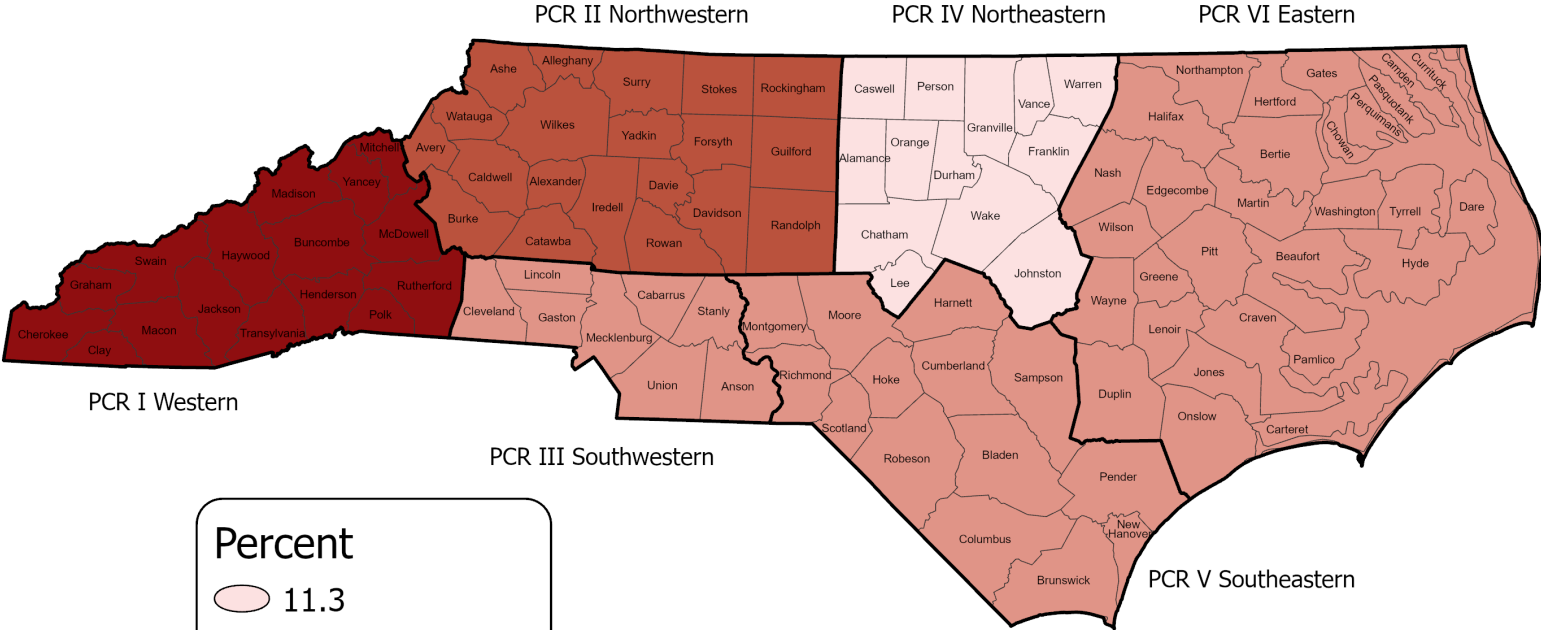 PCR II Northwestern
PCR IV Northeastern
PCR VI Eastern
Ashe
Alleghany
Surry
Stokes
Rockingham
Watauga
Wilkes
Yadkin
Forsyth
Guilford
Avery
Caldwell
Alexander
Davie
Iredell
Davidson
Burke
Catawba
Rowan
Randolph
Caswell
Person
Granville
Vance
Warren
Alamance
Orange
Durham
Franklin
Chatham
Wake
Lee
Johnston
Northampton
Gates
Camden
Currituck
Pasquotank
Perquimans
Chowan
Hertford
Halifax
Bertie
Nash
Edgecombe
Martin
Washington
Tyrrell
Dare
Wilson
Pitt
Beaufort
Hyde
Greene
Wayne
Lenoir
Craven
Pamlico
Jones
Duplin
Onslow
Carteret
Mitchell
Yancey
Madison
McDowell
Buncombe
Haywood
Swain
Graham
Rutherford
Henderson
Jackson
Polk
Transylvania
Macon
Cherokee
Clay
Lincoln
Cleveland
Gaston
Cabarrus
Stanly
Mecklenburg
Union
Anson
Montgomery
Moore
Harnett
Richmond
Hoke
Cumberland
Sampson
Scotland
Robeson
Bladen
Pender
Columbus
New
Hanover
Brunswick
PCR I Western
PCR III Southwestern
PCR V Southeastern
Percent
11.3